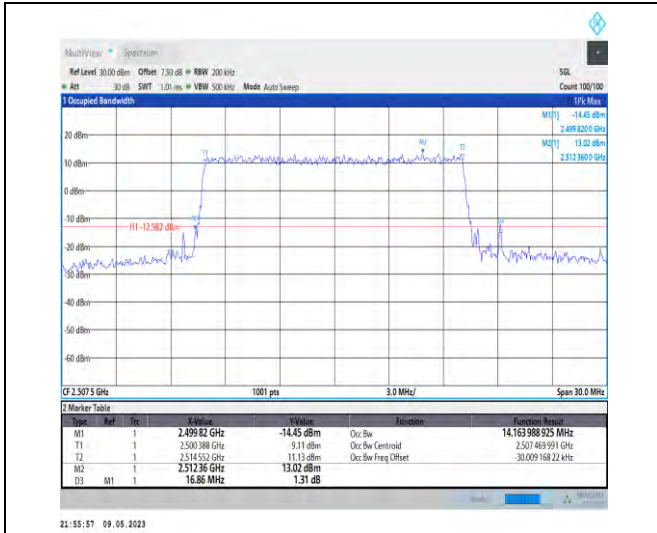 MultiView Spectrum
Ref Level 30.00 dBm Offset 7.93 dB RBW 200 kHz SGL
Att 30 dB SWT 1.01 ms VBW 500 kHz Mode Auto Sweep Count 100/100
1 Occupied Bandwidth 1Pk Max
M1[1] -14.45 dBm
2.499 820 0 GHz
M2[1] 13.02 dBm
2.512 360 0 GHz
20 dBm
M2
T1 T2
10 dBm
0 dBm
-10 dBm
H1 -12.982 dBm
-20 dBm
-30 dBm
-40 dBm
-50 dBm
-60 dBm
CF 2.507 5 GHz 1001 pts 3.0 MHz/ Span 30.0 MHz
2 Marker Table
Type Ref Trc X-Value Y-Value Function Function Result
M1 1 2.499 82 GHz -14.45 dBm Occ Bw 14.163 988 925 MHz
T1 1 2.500 388 GHz 9.11 dBm Occ Bw Centroid 2.507 469 991 GHz
T2 1 2.514 552 GHz 11.13 dBm Occ Bw Freq Offset -30.009 168 22 kHz
M2 1 2.512 36 GHz 13.02 dBm
D3 M1 1 16.86 MHz 1.31 dB
21:55:57 09.05.2023